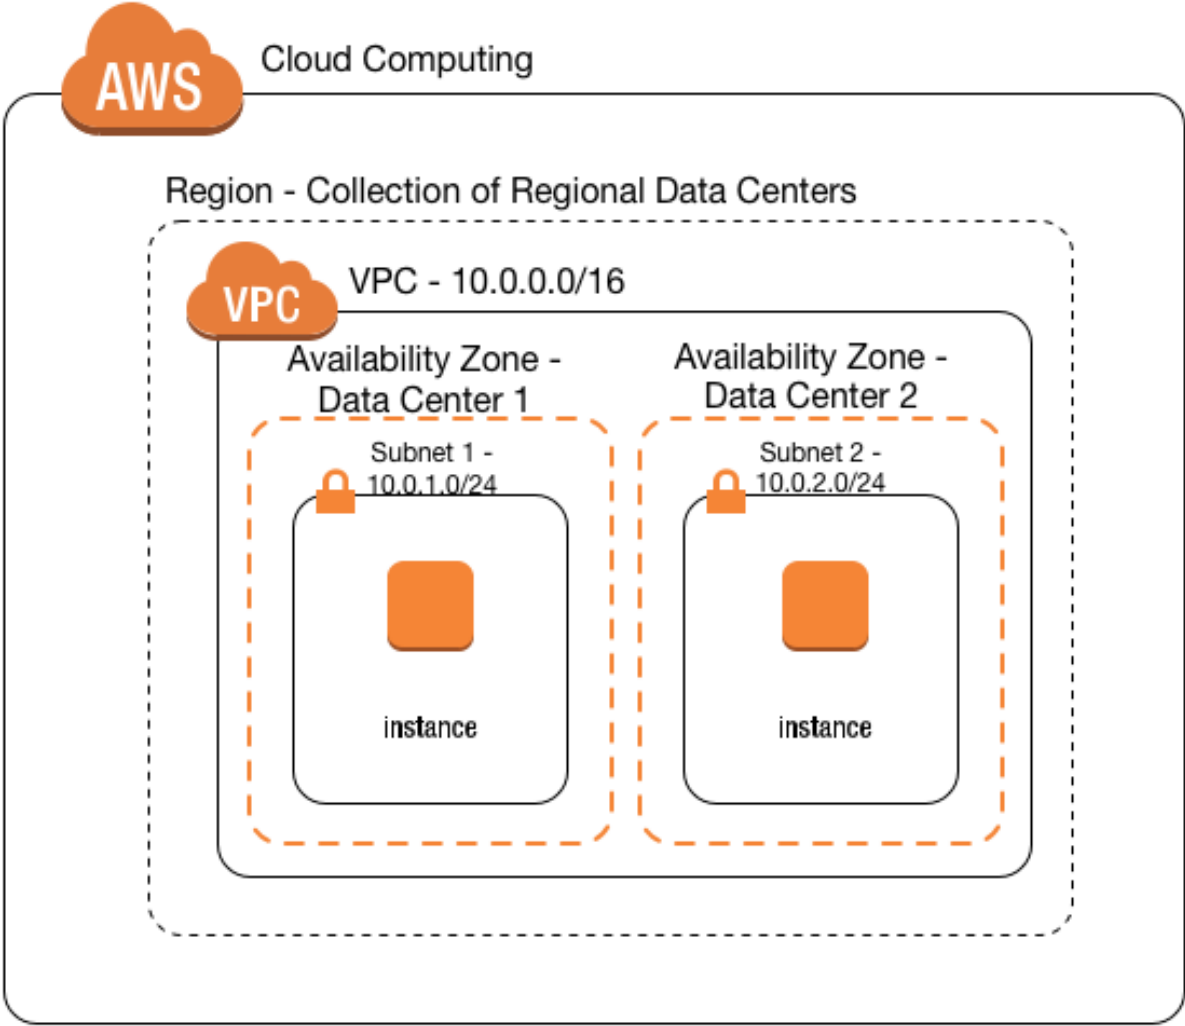 AWS
Cloud Computing
Region - Collection of Regional Data Centers
VPC
VPC - 10.0.0.0/16
Availability Zone -
Data Center 1
Availability Zone -
Data Center 2
Subnet 1 -
10.0.1.0/24
Subnet 2 -
10.0.2.0/24
instance
instance